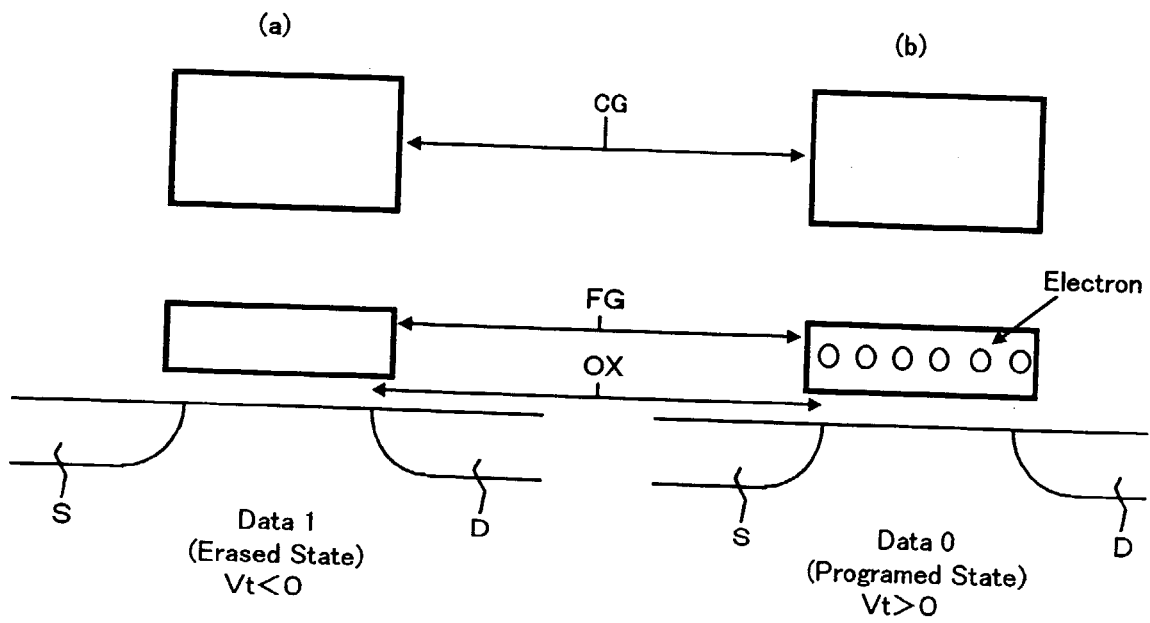 (a)
(b)
CG
Electron
FG
OX
S
D
S
D
Data 1
(Erased State)
Vt<0
Data 0
(Programed State)
Vt>0